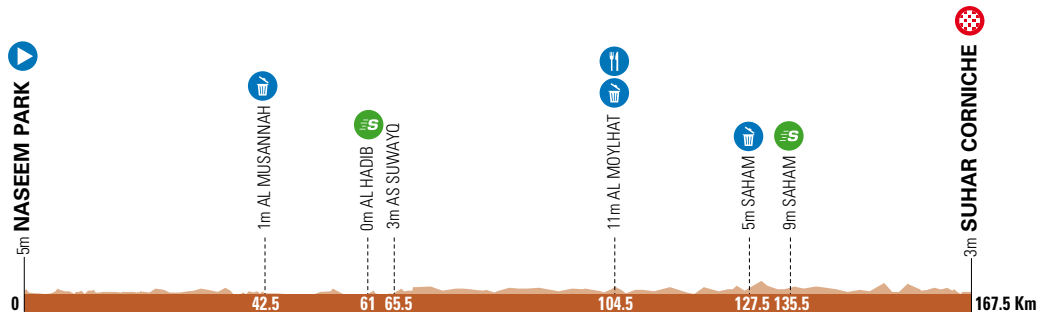 5m NASEEM PARK
1m AL MUSANNAH
0m AL HADIB
S
3m AS SUWAYQ
11m AL MOYLHAT
5m SAHAM
9m SAHAM
S
3m SUHAR CORNICHE
0
42.5
61
65.5
104.5
127.5
135.5
167.5 Km